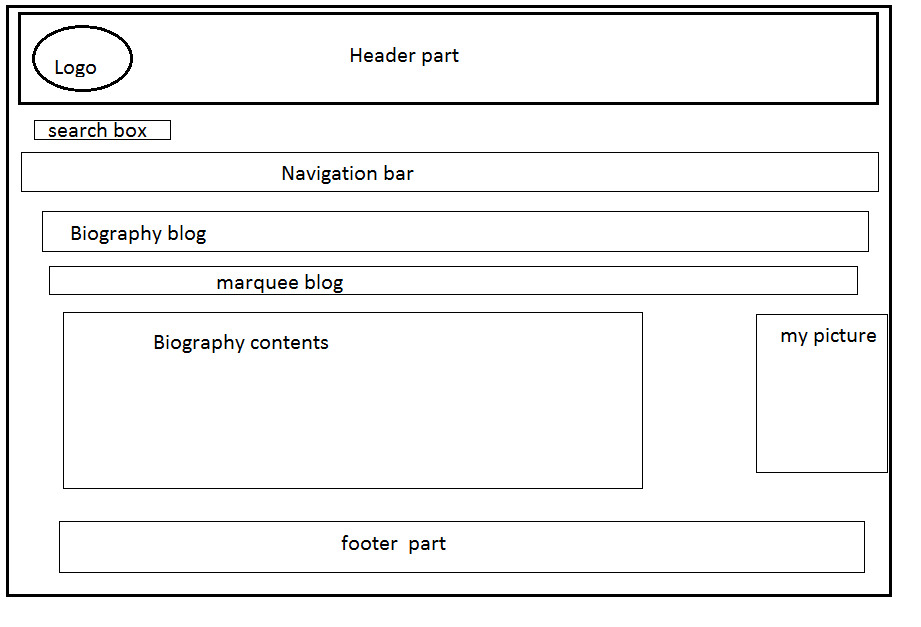 Logo
Header part
search box
Navigation bar
Biography blog
marquee blog
Biography contents
my picture
footer part